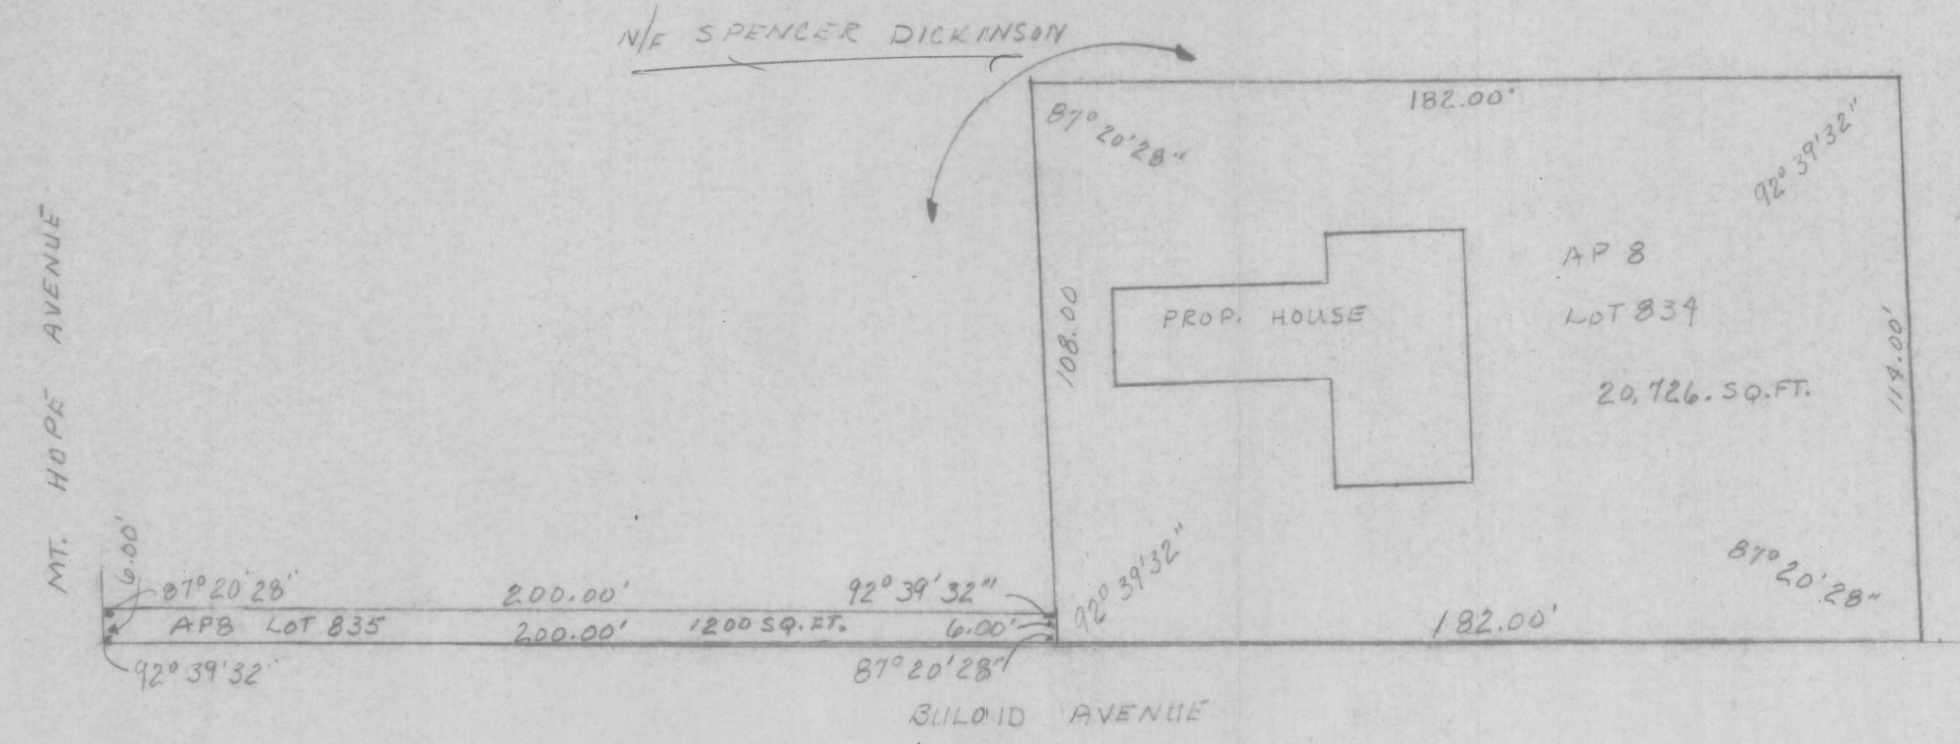 N/F SPENCER DICKINSON
182.00'
87° 20' 28"
92° 39' 32"
AP 8
LOT 834
20,726. SQ.FT.
PROP. HOUSE
108.00
114.00'
MT. HOPE AVENUE
6.00'
87° 20' 28"
200.00'
92° 39' 32"
92° 39' 32"
87° 20' 28"
AP8 LOT 835
200.00'
1200 SQ.FT.
6.00'
182.00'
92° 39' 32"
87° 20' 28"
AVENUE